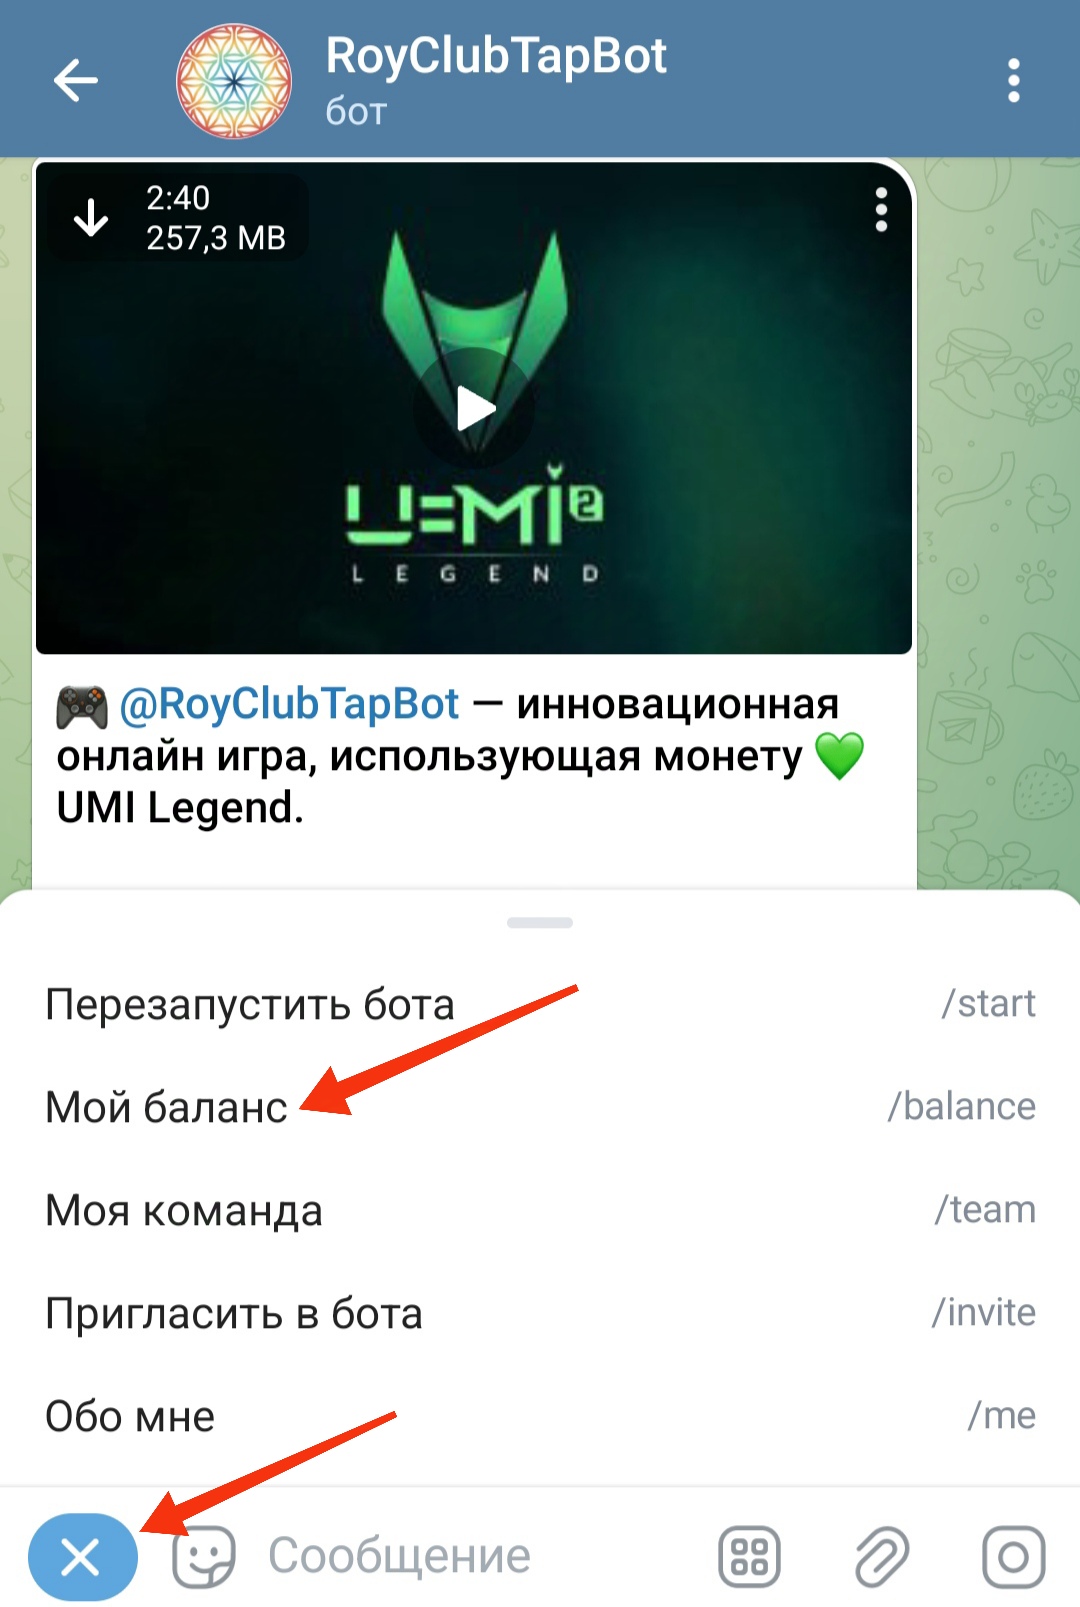 RoyClubTapBot
бот
2:40
257,3 MB
U=Mi2
LEGEND
@RoyClubTapBot — инновационная
онлайн игра, использующая монету
UMI Legend.
Перезапустить бота /start
Мой баланс /balance
Моя команда /team
Пригласить в бота /invite
Обо мне /me
Сообщение